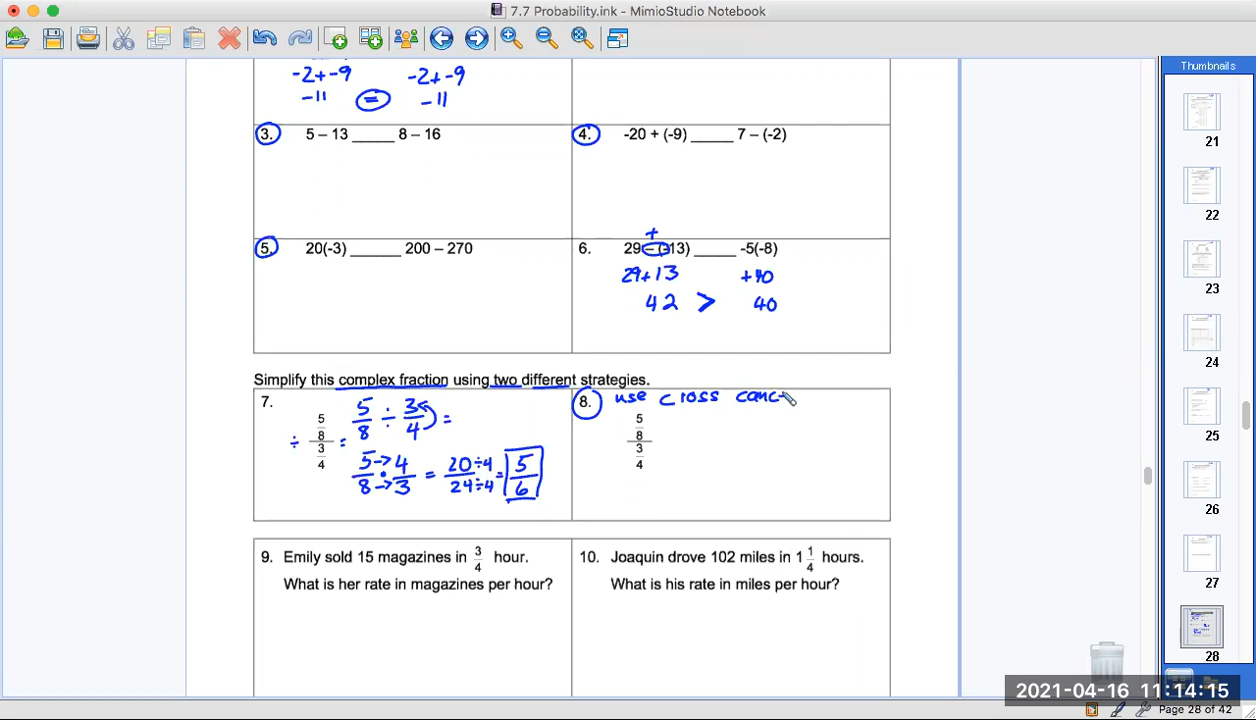 7.7 Probability.ink - MimioStudio Notebook
-2+-9 -2+-9
-11 = -11
3. 5 – 13 _____ 8 – 16
4. -20 + (-9) _____ 7 – (-2)
5. 20(-3) ______ 200 – 270
+
6. 29 – (-13) _____ -5(-8)
29+13 +40
42 > 40
Simplify this complex fraction using two different strategies.
7. 5/8 / 3/4 = 5/8 ÷ 3/4 =
÷
5/8 • 4/3 = 20÷4/24÷4 = 5/6
8. use cross canc
5/8 / 3/4
9. Emily sold 15 magazines in 3/4 hour.
What is her rate in magazines per hour?
10. Joaquin drove 102 miles in 1 1/4 hours.
What is his rate in miles per hour?
Thumbnails
21
22
23
24
25
26
27
28
2021-04-16 11:14:15
Page 28 of 42